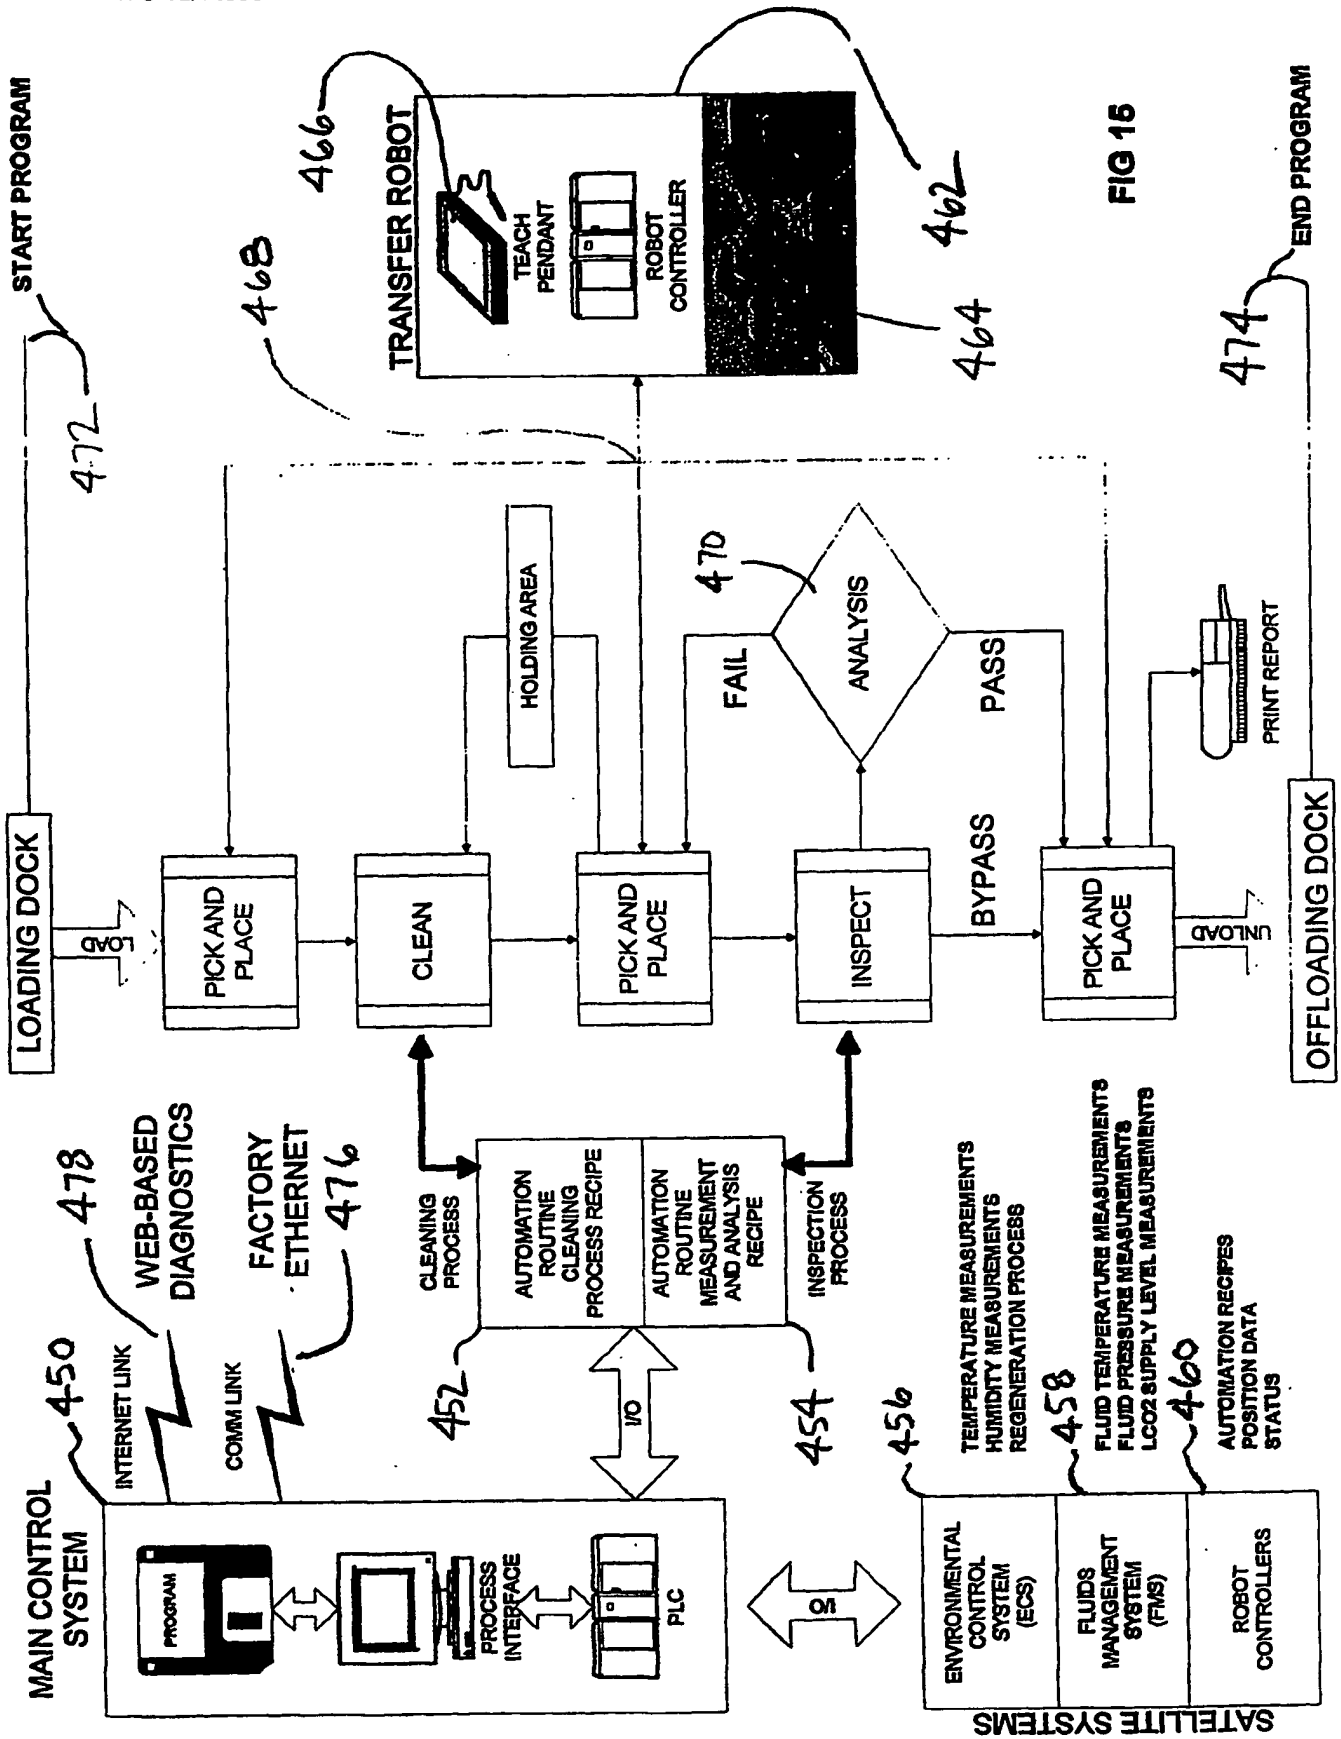 MAIN CONTROL
SYSTEM
450
PROGRAM
PROCESS
INTERFACE
PLC
INTERNET LINK
478
WEB-BASED
DIAGNOSTICS
COMM LINK
FACTORY
ETHERNET
476
I/O
I/O
SATELLITE SYSTEMS
ENVIRONMENTAL
CONTROL
SYSTEM
(ECS)
FLUIDS
MANAGEMENT
SYSTEM
(FMS)
ROBOT
CONTROLLERS
456
TEMPERATURE MEASUREMENTS
HUMIDITY MEASUREMENTS
REGENERATION PROCESS
458
FLUID TEMPERATURE MEASUREMENTS
FLUID PRESSURE MEASUREMENTS
LCO2 SUPPLY LEVEL MEASUREMENTS
460
AUTOMATION RECIPES
POSITION DATA
STATUS
452
CLEANING
PROCESS
AUTOMATION
ROUTINE
CLEANING
PROCESS RECIPE
AUTOMATION
ROUTINE
MEASUREMENT
AND ANALYSIS
RECIPE
454
INSPECTION
PROCESS
LOADING DOCK
LOAD
PICK AND
PLACE
CLEAN
PICK AND
PLACE
INSPECT
BYPASS
PICK AND
PLACE
UNLOAD
OFFLOADING DOCK
HOLDING AREA
FAIL
470
ANALYSIS
PASS
PRINT REPORT
472
START PROGRAM
468
466
TRANSFER ROBOT
TEACH
PENDANT
ROBOT
CONTROLLER
464
462
474
END PROGRAM
FIG 15